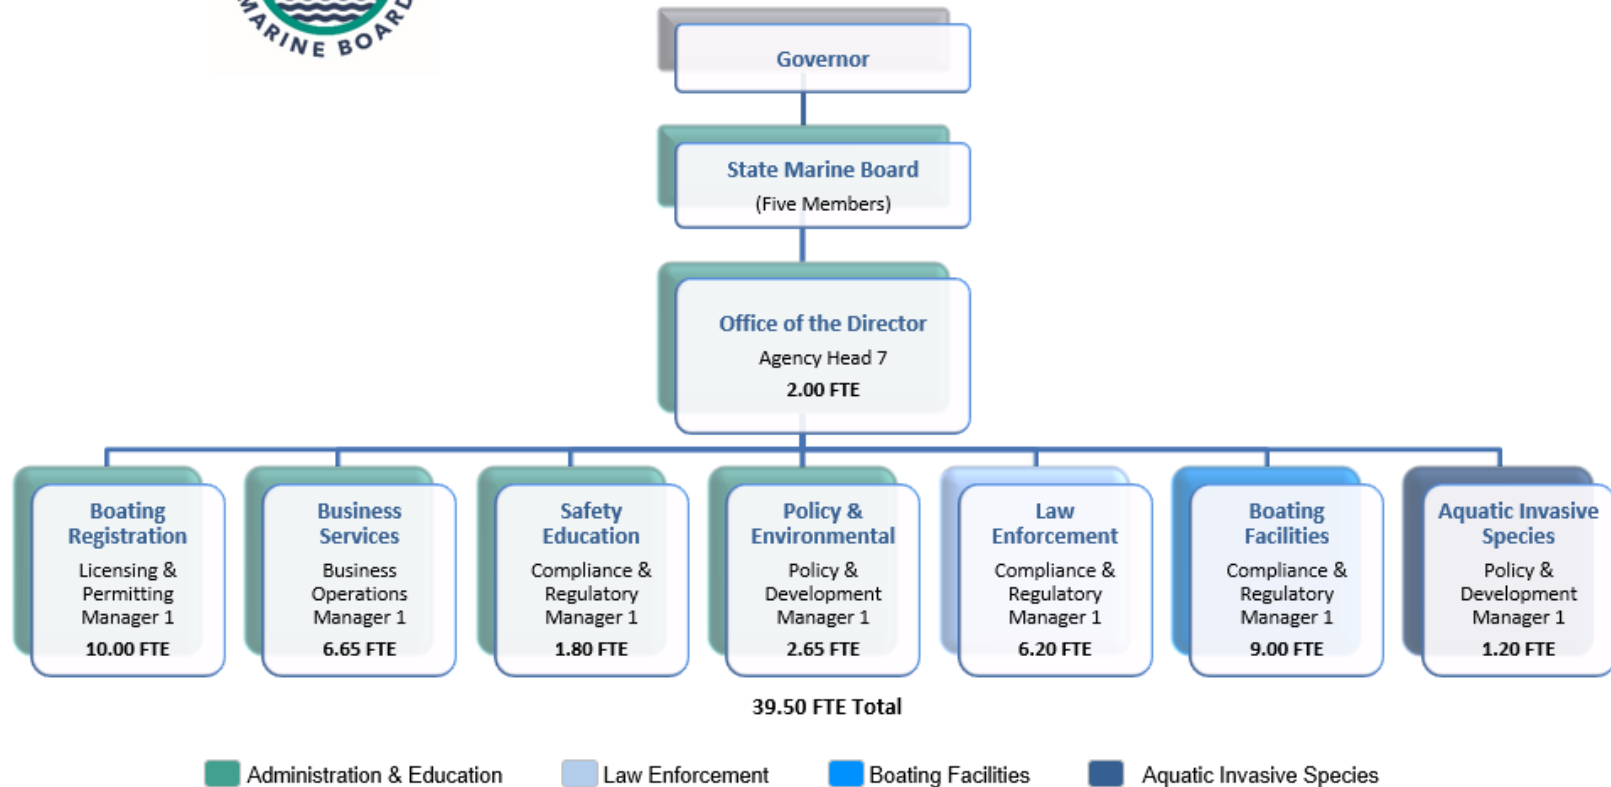 MARINE BOARD
Governor
State Marine Board
(Five Members)
Office of the Director
Agency Head 7
2.00 FTE
Boating
Registration
Licensing &
Permitting
Manager 1
10.00 FTE
Business
Services
Business
Operations
Manager 1
6.65 FTE
Safety
Education
Compliance &
Regulatory
Manager 1
1.80 FTE
Policy &
Environmental
Policy &
Development
Manager 1
2.65 FTE
Law
Enforcement
Compliance &
Regulatory
Manager 1
6.20 FTE
Boating
Facilities
Compliance &
Regulatory
Manager 1
9.00 FTE
Aquatic Invasive
Species
Policy &
Development
Manager 1
1.20 FTE
39.50 FTE Total
Administration & Education
Law Enforcement
Boating Facilities
Aquatic Invasive Species